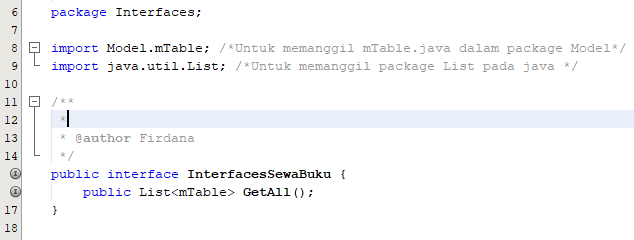 6 package Interfaces;
7
8 import Model.mTable; /*Untuk memanggil mTable.java dalam package Model*/
9 import java.util.List; /*Untuk memanggil package List pada java */
10
11 /**
12 *
13 * @author Firdana
14 */
public interface InterfacesSewaBuku {
public List<mTable> GetAll();
17 }
18